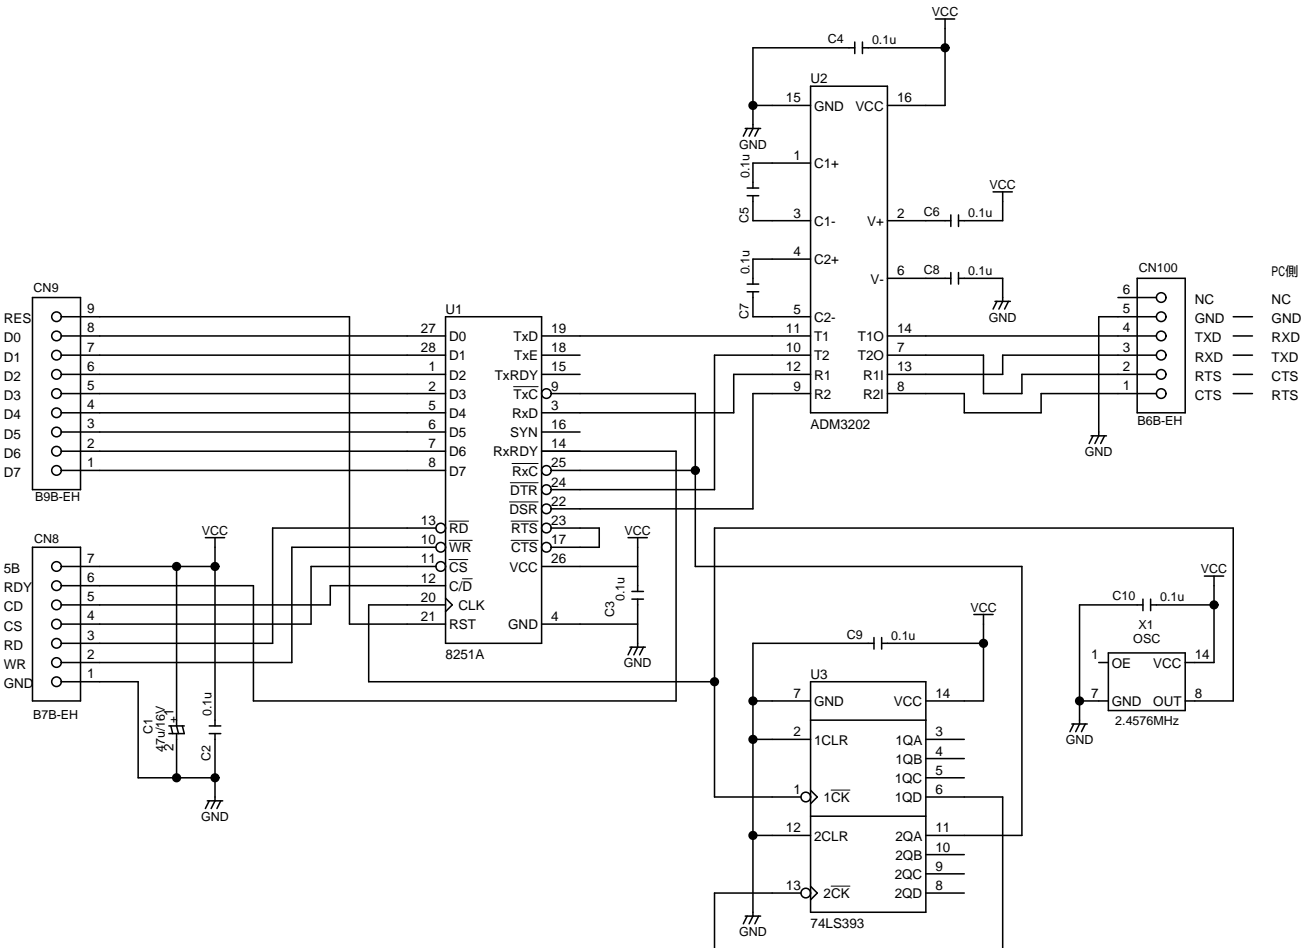 VCC
C4 0.1u
U2
15 GND VCC 16
GND
1 C1+
0.1u
C5
3 C1-
V+ 2 C6 0.1u
VCC
4 C2+
0.1u
C7
5 C2-
V- 6 C8 0.1u
GND
11 T1 T1O 14
10 T2 T2O 7
12 R1 R1I 13
9 R2 R2I 8
ADM3202
CN100 PC側
6 NC NC
5 GND GND
4 TXD RXD
3 RXD TXD
2 RTS CTS
1 CTS RTS
B6B-EH
GND
CN9
RES 9
D0 8
D1 7
D2 6
D3 5
D4 4
D5 3
D6 2
D7 1
B9B-EH
U1
27 D0 TxD 19
28 D1 TxE 18
1 D2 TxRDY 15
2 D3 TxC 9
5 D4 RxD 3
6 D5 SYN 16
7 D6 RxRDY 14
8 D7 RxC 25
DTR 24
DSR 22
13 RD RTS 23
10 WR CTS 17
11 CS VCC 26
12 C/D
20 CLK
21 RST GND 4
8251A
VCC
C3 0.1u
GND
CN8
5B 7
RDY 6
CD 5
CS 4
RD 3
WR 2
GND 1
B7B-EH
VCC
C1
47u/16V
+ 1
2
C2 0.1u
GND
VCC
C10 0.1u
X1
OSC
1 OE VCC 14
7 GND OUT 8
2.4576MHz
GND
VCC
C9 0.1u
U3
7 GND VCC 14
2 1CLR 1QA 3
1QB 4
1QC 5
1 1CK 1QD 6
12 2CLR 2QA 11
2QB 10
2QC 9
13 2CK 2QD 8
74LS393
GND